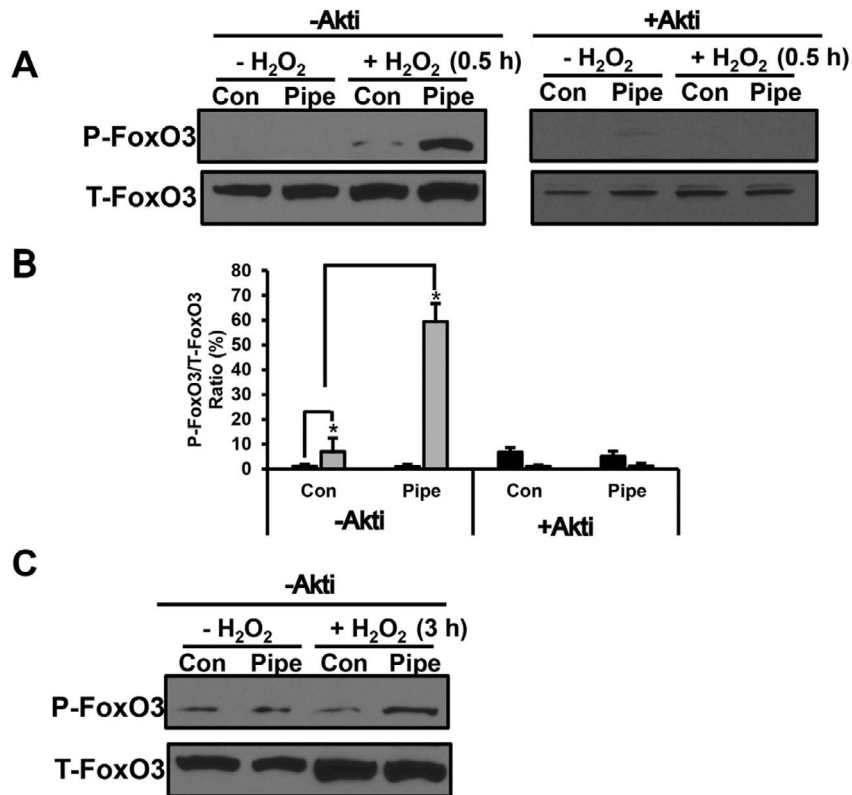 A
-Akti +Akti
- H₂O₂ + H₂O₂ (0.5 h) - H₂O₂ + H₂O₂ (0.5 h)
Con Pipe Con Pipe Con Pipe Con Pipe
P-FoxO3
T-FoxO3
B
P-FoxO3/T-FoxO3
Ratio (%)
80
70
60
50
40
30
20
10
0
*
*
Con Pipe Con Pipe
-Akti +Akti
C
-Akti
- H₂O₂ + H₂O₂ (3 h)
Con Pipe Con Pipe
P-FoxO3
T-FoxO3